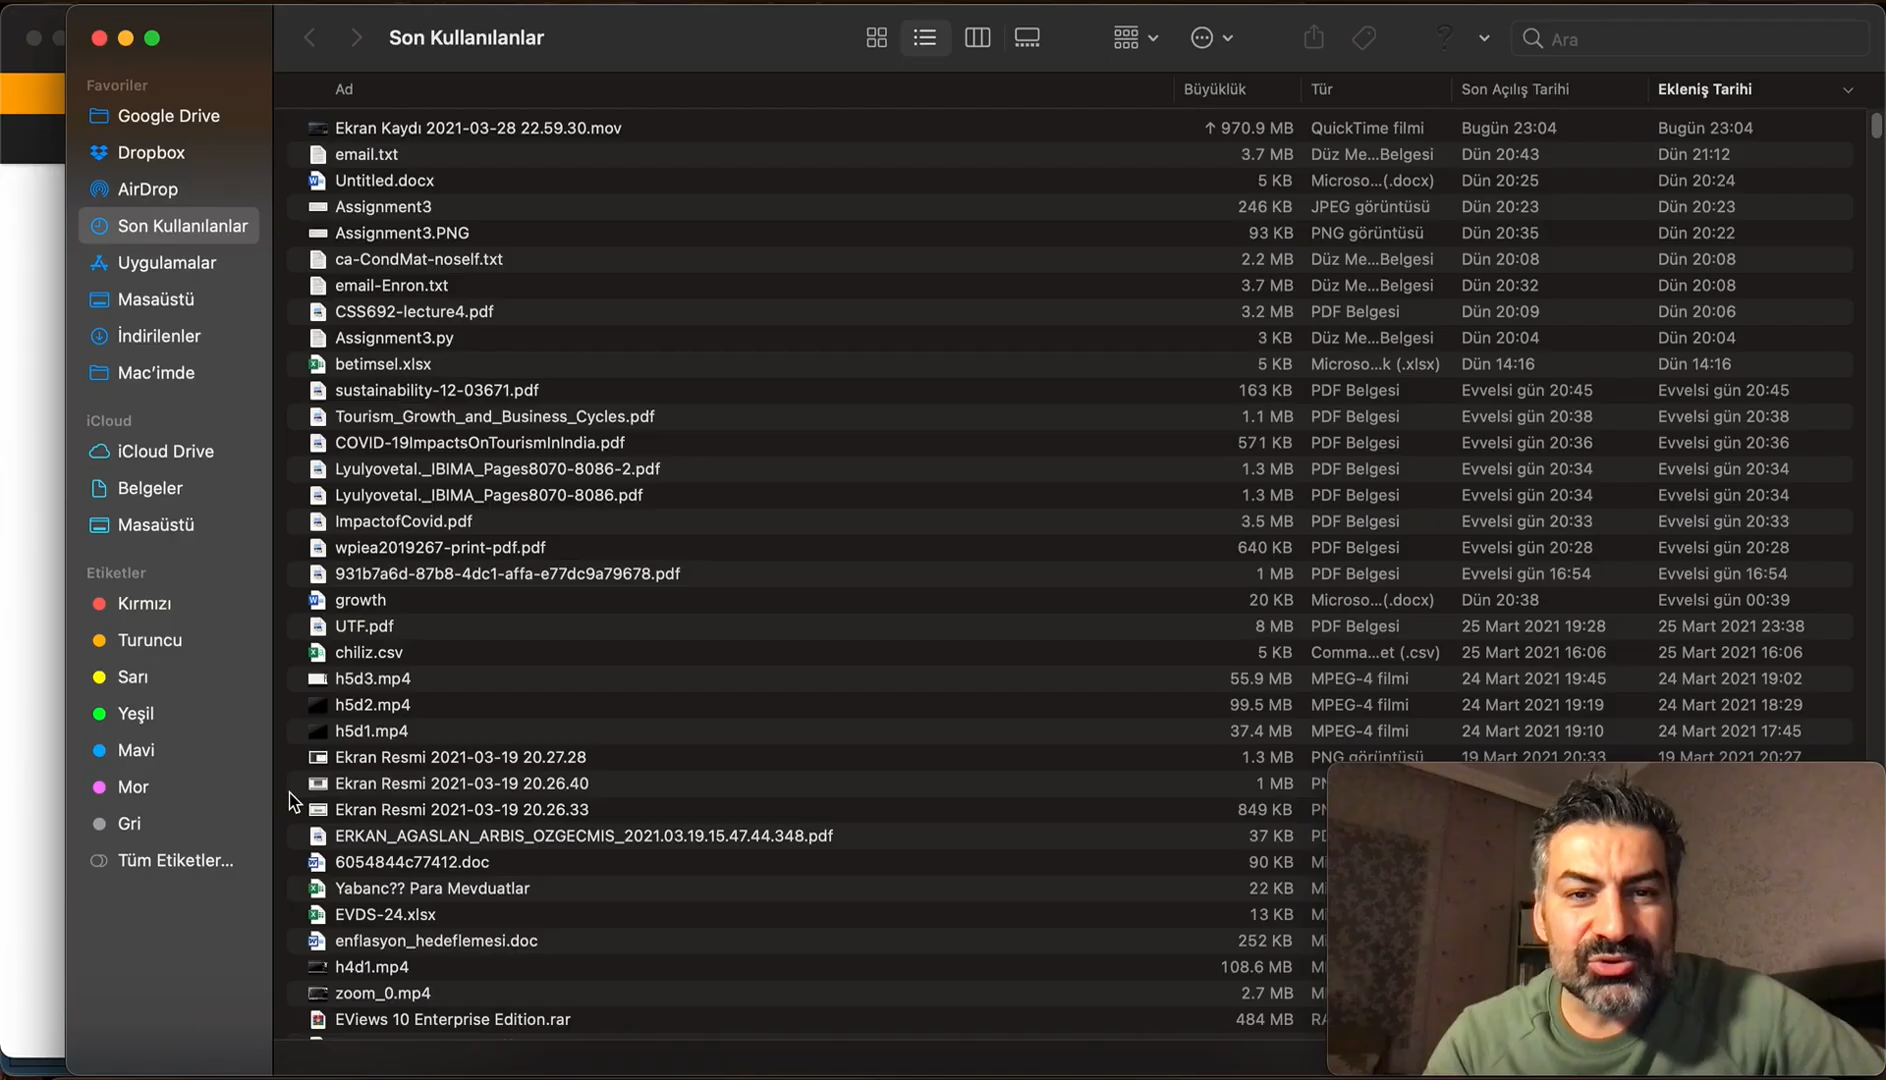 Son Kullanılanlar
Ara
Favoriler
Google Drive
Dropbox
AirDrop
Son Kullanılanlar
Uygulamalar
Masaüstü
İndirilenler
Mac'imde
iCloud
iCloud Drive
Belgeler
Masaüstü
Etiketler
Kırmızı
Turuncu
Sarı
Yeşil
Mavi
Mor
Gri
Tüm Etiketler...
Ad Büyüklük Tür Son Açılış Tarihi Ekleniş Tarihi
Ekran Kaydı 2021-03-28 22.59.30.mov ↑ 970.9 MB QuickTime filmi Bugün 23:04 Bugün 23:04
email.txt 3.7 MB Düz Me...Belgesi Dün 20:43 Dün 21:12
Untitled.docx 5 KB Microso...(.docx) Dün 20:25 Dün 20:24
Assignment3 246 KB JPEG görüntüsü Dün 20:23 Dün 20:23
Assignment3.PNG 93 KB PNG görüntüsü Dün 20:35 Dün 20:22
ca-CondMat-noself.txt 2.2 MB Düz Me...Belgesi Dün 20:08 Dün 20:08
email-Enron.txt 3.7 MB Düz Me...Belgesi Dün 20:32 Dün 20:08
CSS692-lecture4.pdf 3.2 MB PDF Belgesi Dün 20:09 Dün 20:06
Assignment3.py 3 KB Düz Me...Belgesi Dün 20:04 Dün 20:04
betimsel.xlsx 5 KB Microso...k (.xlsx) Dün 14:16 Dün 14:16
sustainability-12-03671.pdf 163 KB PDF Belgesi Evvelsi gün 20:45 Evvelsi gün 20:45
Tourism_Growth_and_Business_Cycles.pdf 1.1 MB PDF Belgesi Evvelsi gün 20:38 Evvelsi gün 20:38
COVID-19ImpactsOnTourismInIndia.pdf 571 KB PDF Belgesi Evvelsi gün 20:36 Evvelsi gün 20:36
Lyulyovetal._IBIMA_Pages8070-8086-2.pdf 1.3 MB PDF Belgesi Evvelsi gün 20:34 Evvelsi gün 20:34
Lyulyovetal._IBIMA_Pages8070-8086.pdf 1.3 MB PDF Belgesi Evvelsi gün 20:34 Evvelsi gün 20:34
ImpactofCovid.pdf 3.5 MB PDF Belgesi Evvelsi gün 20:33 Evvelsi gün 20:33
wpiea2019267-print-pdf.pdf 640 KB PDF Belgesi Evvelsi gün 20:28 Evvelsi gün 20:28
931b7a6d-87b8-4dc1-affa-e77dc9a79678.pdf 1 MB PDF Belgesi Evvelsi gün 16:54 Evvelsi gün 16:54
growth 20 KB Microso...(.docx) Dün 20:38 Evvelsi gün 00:39
UTF.pdf 8 MB PDF Belgesi 25 Mart 2021 19:28 25 Mart 2021 23:38
chiliz.csv 5 KB Comma...et (.csv) 25 Mart 2021 16:06 25 Mart 2021 16:06
h5d3.mp4 55.9 MB MPEG-4 filmi 24 Mart 2021 19:45 24 Mart 2021 19:02
h5d2.mp4 99.5 MB MPEG-4 filmi 24 Mart 2021 19:19 24 Mart 2021 18:29
h5d1.mp4 37.4 MB MPEG-4 filmi 24 Mart 2021 19:10 24 Mart 2021 17:45
Ekran Resmi 2021-03-19 20.27.28 1.3 MB PNG görüntüsü 19 Mart 2021 20:33 19 Mart 2021 20:27
Ekran Resmi 2021-03-19 20.26.40 1 MB
Ekran Resmi 2021-03-19 20.26.33 849 KB
ERKAN_AGASLAN_ARBIS_OZGECMIS_2021.03.19.15.47.44.348.pdf 37 KB
6054844c77412.doc 90 KB
Yabanc?? Para Mevduatlar 22 KB
EVDS-24.xlsx 13 KB
enflasyon_hedeflemesi.doc 252 KB
h4d1.mp4 108.6 MB
zoom_0.mp4 2.7 MB
EViews 10 Enterprise Edition.rar 484 MB